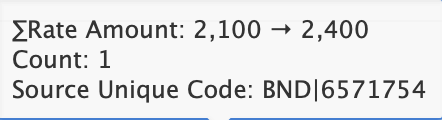 ∑Rate Amount: 2,100 → 2,400
Count: 1
Source Unique Code: BND|6571754